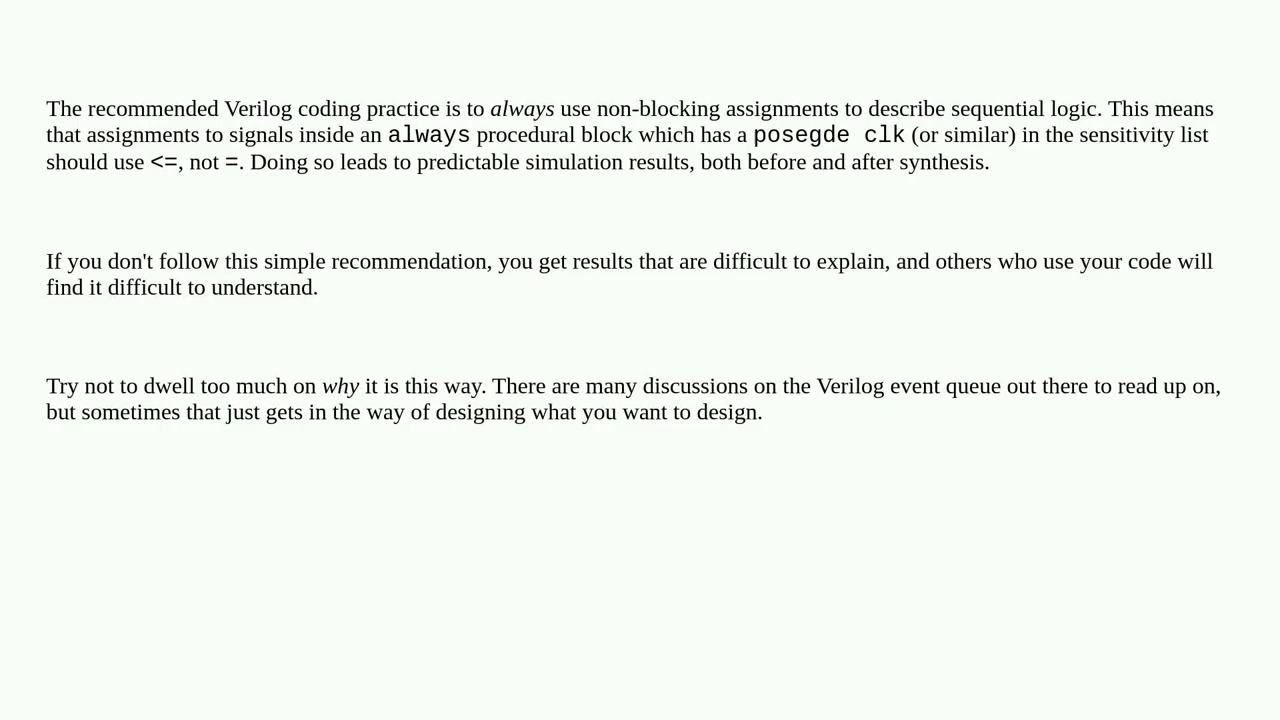 The recommended Verilog coding practice is to always use non-blocking assignments to describe sequential logic. This means
that assignments to signals inside an always procedural block which has a posegde clk (or similar) in the sensitivity list
should use <=, not =. Doing so leads to predictable simulation results, both before and after synthesis.
If you don't follow this simple recommendation, you get results that are difficult to explain, and others who use your code will
find it difficult to understand.
Try not to dwell too much on why it is this way. There are many discussions on the Verilog event queue out there to read up on,
but sometimes that just gets in the way of designing what you want to design.